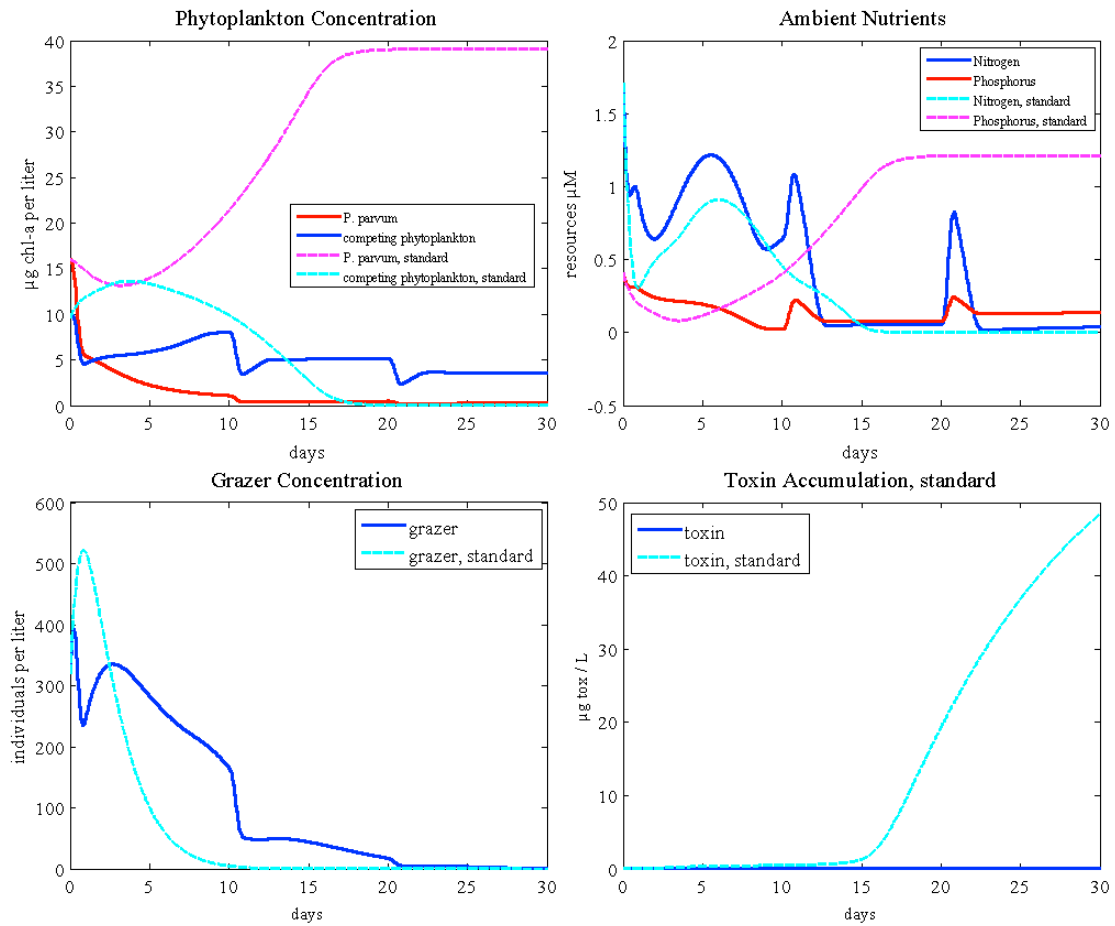 Phytoplankton Concentration
40
35
30
25
20
15
10
5
0
µg chl-a per liter
P. parvum
competing phytoplankton
P. parvum, standard
competing phytoplankton, standard
0 5 10 15 20 25 30
days
Ambient Nutrients
2
1.5
1
0.5
0
-0.5
resources µM
Nitrogen
Phosphorus
Nitrogen, standard
Phosphorus, standard
0 5 10 15 20 25 30
days
Grazer Concentration
600
500
400
300
200
100
0
individuals per liter
grazer
grazer, standard
0 5 10 15 20 25 30
days
Toxin Accumulation, standard
50
40
30
20
10
0
µg tox / L
toxin
toxin, standard
0 5 10 15 20 25 30
days